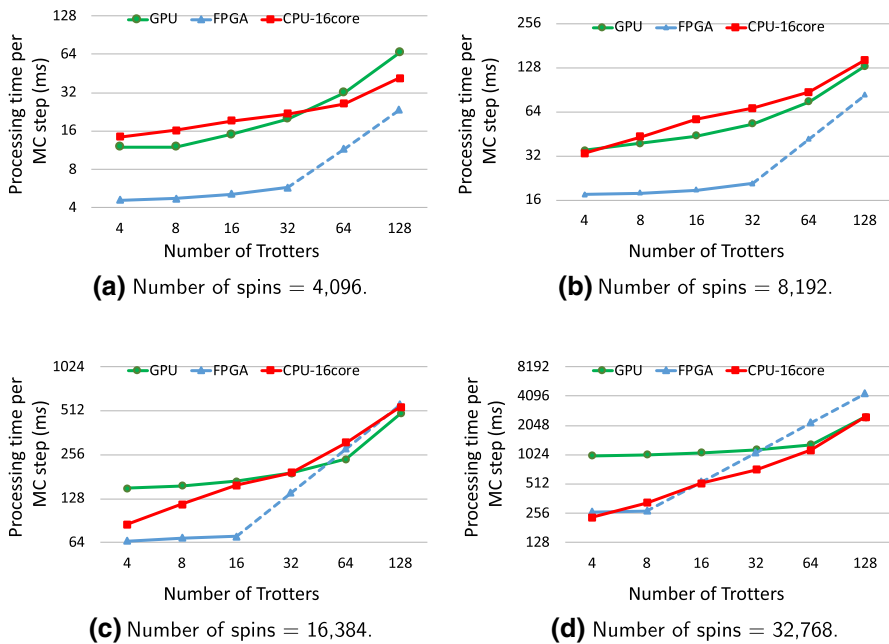 GPU FPGA CPU-16core
Processing time per
MC step (ms)
128
64
32
16
8
4
4 8 16 32 64 128
Number of Trotters
(a) Number of spins = 4,096.
GPU FPGA CPU-16core
Processing time per
MC step (ms)
256
128
64
32
16
4 8 16 32 64 128
Number of Trotters
(b) Number of spins = 8,192.
GPU FPGA CPU-16core
Processing time per
MC step (ms)
1024
512
256
128
64
4 8 16 32 64 128
Number of Trotters
(c) Number of spins = 16,384.
GPU FPGA CPU-16core
Processing time per
MC step (ms)
8192
4096
2048
1024
512
256
128
4 8 16 32 64 128
Number of Trotters
(d) Number of spins = 32,768.